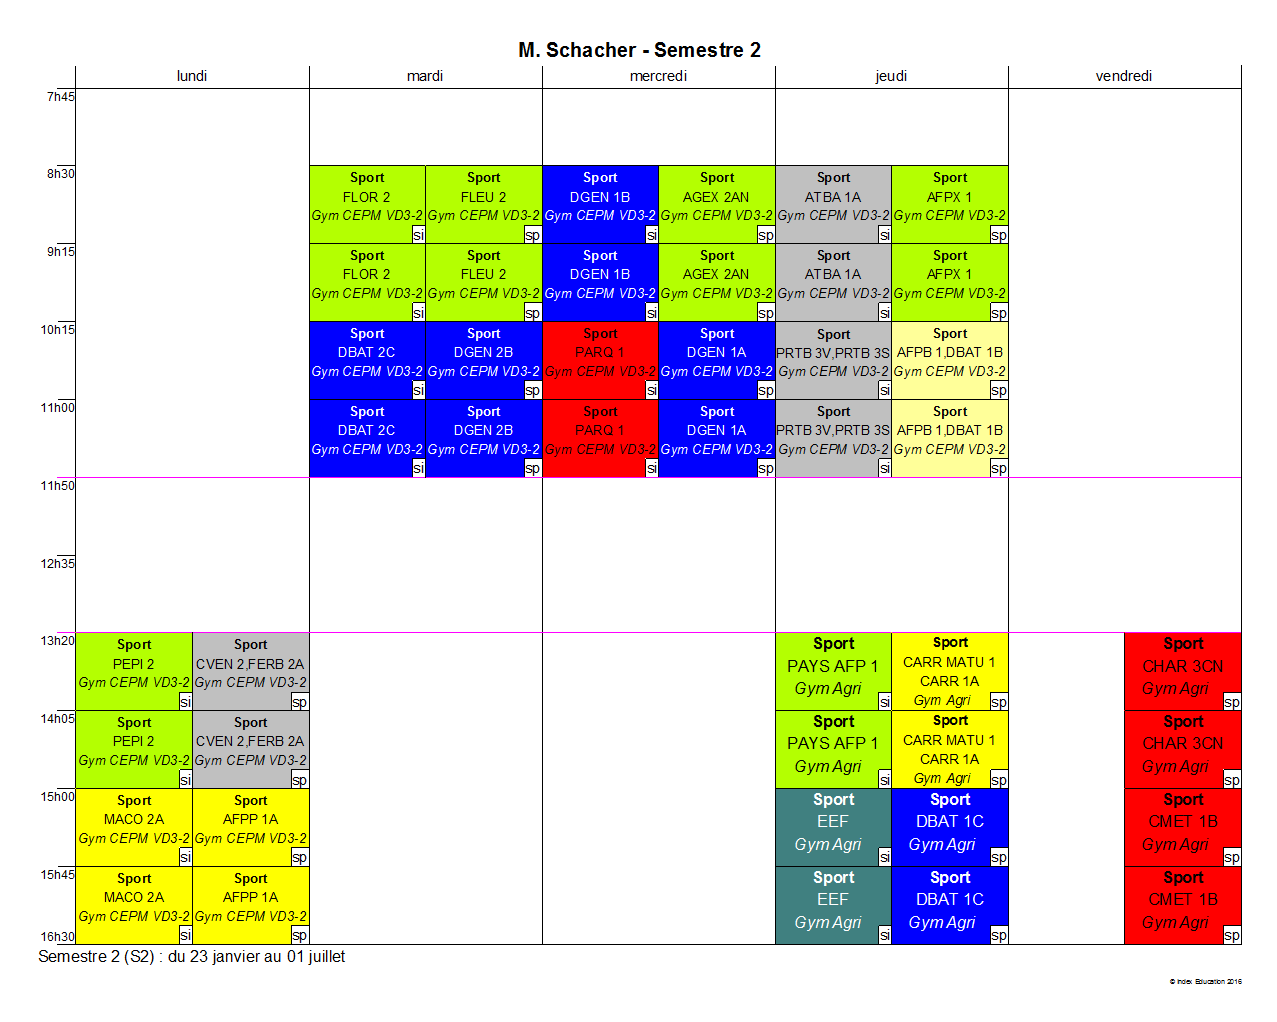 M. Schacher - Semestre 2
lundi mardi mercredi jeudi vendredi
7h45
8h30
Sport Sport Sport Sport Sport Sport
FLOR 2 FLEU 2 DGEN 1B AGEX 2AN ATBA 1A AFPX 1
Gym CEPM VD3-2 Gym CEPM VD3-2 Gym CEPM VD3-2 Gym CEPM VD3-2 Gym CEPM VD3-2 Gym CEPM VD3-2
si sp si sp si sp
9h15
Sport Sport Sport Sport Sport Sport
FLOR 2 FLEU 2 DGEN 1B AGEX 2AN ATBA 1A AFPX 1
Gym CEPM VD3-2 Gym CEPM VD3-2 Gym CEPM VD3-2 Gym CEPM VD3-2 Gym CEPM VD3-2 Gym CEPM VD3-2
si sp si sp si sp
10h15
Sport Sport Sport Sport Sport Sport
DBAT 2C DGEN 2B PARQ 1 DGEN 1A PRTB 3V,PRTB 3S AFPB 1,DBAT 1B
Gym CEPM VD3-2 Gym CEPM VD3-2 Gym CEPM VD3-2 Gym CEPM VD3-2 Gym CEPM VD3-2 Gym CEPM VD3-2
si sp si sp si sp
11h00
Sport Sport Sport Sport Sport Sport
DBAT 2C DGEN 2B PARQ 1 DGEN 1A PRTB 3V,PRTB 3S AFPB 1,DBAT 1B
Gym CEPM VD3-2 Gym CEPM VD3-2 Gym CEPM VD3-2 Gym CEPM VD3-2 Gym CEPM VD3-2 Gym CEPM VD3-2
si sp si sp si sp
11h50
12h35
13h20
Sport Sport Sport Sport Sport
PEPI 2 CVEN 2,FERB 2A PAYS AFP 1 CARR MATU 1 CHAR 3CN
CARR 1A
Gym CEPM VD3-2 Gym CEPM VD3-2 Gym Agri Gym Agri Gym Agri
si sp si sp sp
14h05
Sport Sport Sport Sport Sport
PEPI 2 CVEN 2,FERB 2A PAYS AFP 1 CARR MATU 1 CHAR 3CN
CARR 1A
Gym CEPM VD3-2 Gym CEPM VD3-2 Gym Agri Gym Agri Gym Agri
si sp si sp sp
15h00
Sport Sport Sport Sport Sport
MACO 2A AFPP 1A EEF DBAT 1C CMET 1B
Gym CEPM VD3-2 Gym CEPM VD3-2 Gym Agri Gym Agri Gym Agri
si sp si sp sp
15h45
Sport Sport Sport Sport Sport
MACO 2A AFPP 1A EEF DBAT 1C CMET 1B
Gym CEPM VD3-2 Gym CEPM VD3-2 Gym Agri Gym Agri Gym Agri
si sp si sp sp
16h30
Semestre 2 (S2) : du 23 janvier au 01 juillet
© Index Education 2016